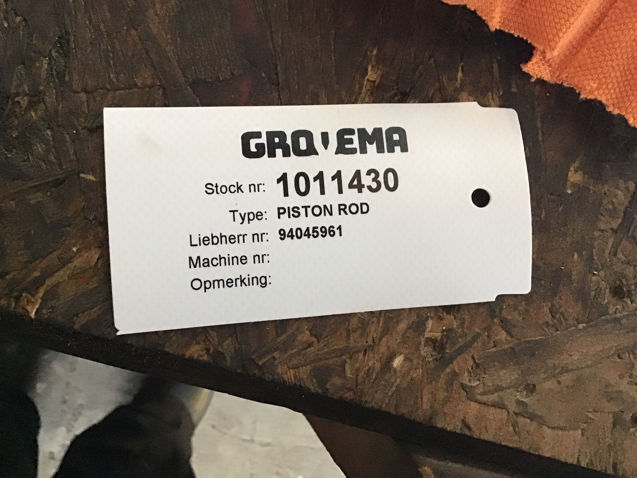 GROVEMA
Stock nr: 1011430
Type: PISTON ROD
Liebherr nr: 94045961
Machine nr:
Opmerking: